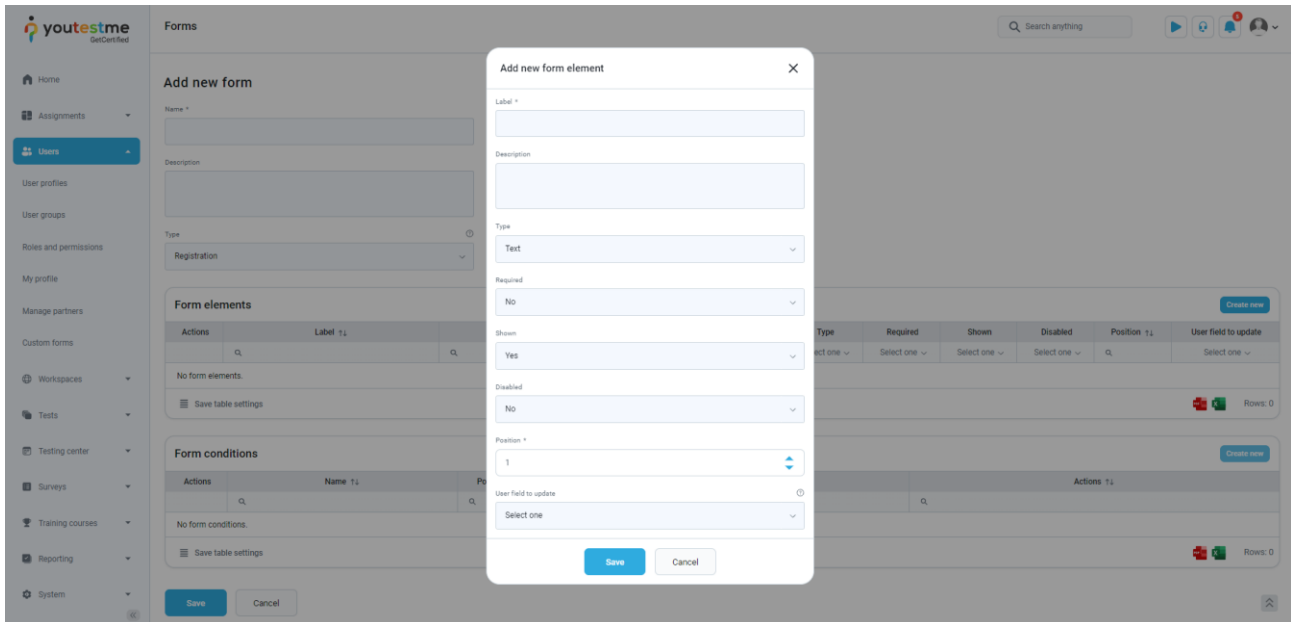 youtestme
GetCertified
Forms
Search anything
6
Home
Assignments
Users
User profiles
User groups
Roles and permissions
My profile
Manage partners
Custom forms
Workspaces
Tests
Testing center
Surveys
Training courses
Reporting
System
Add new form
Name *
Description
Type
Registration
Form elements
Create new
Actions Label Type Required Shown Disabled Position User field to update
ect one Select one Select one Select one Select one
No form elements.
Save table settings
Rows: 0
Form conditions
Create new
Actions Name Po Actions
No form conditions.
Save table settings
Rows: 0
Save Cancel
Add new form element
Label *
Description
Type
Text
Required
No
Shown
Yes
Disabled
No
Position *
1
User field to update
Select one
Save Cancel